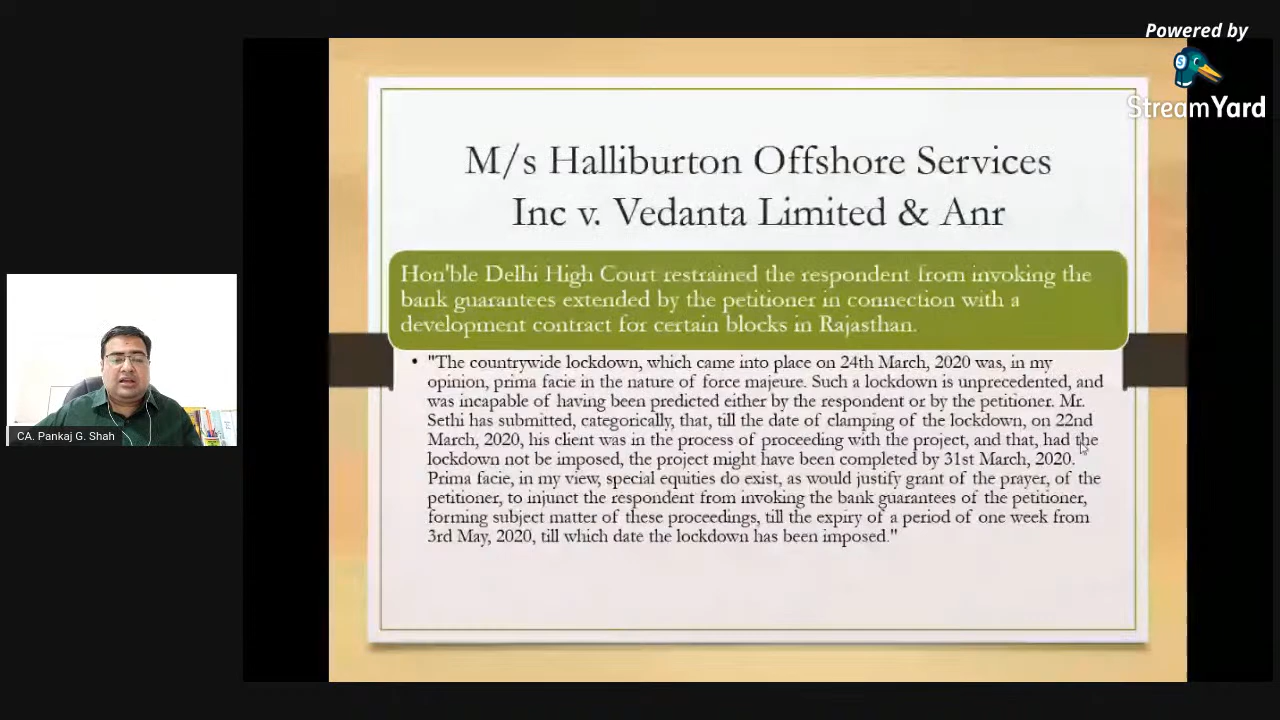 Powered by
StreamYard
M/s Halliburton Offshore Services
Inc v. Vedanta Limited & Anr
Hon'ble Delhi High Court restrained the respondent from invoking the
bank guarantees extended by the petitioner in connection with a
development contract for certain blocks in Rajasthan.
• "The countrywide lockdown, which came into place on 24th March, 2020 was, in my
opinion, prima facie in the nature of force majeure. Such a lockdown is unprecedented, and
was incapable of having been predicted either by the respondent or by the petitioner. Mr.
Sethi has submitted, categorically, that, till the date of clamping of the lockdown, on 22nd
March, 2020, his client was in the process of proceeding with the project, and that, had the
lockdown not be imposed, the project might have been completed by 31st March, 2020.
Prima facie, in my view, special equities do exist, as would justify grant of the prayer, of the
petitioner, to injunct the respondent from invoking the bank guarantees of the petitioner,
forming subject matter of these proceedings, till the expiry of a period of one week from
3rd May, 2020, till which date the lockdown has been imposed."
CA. Pankaj G. Shah